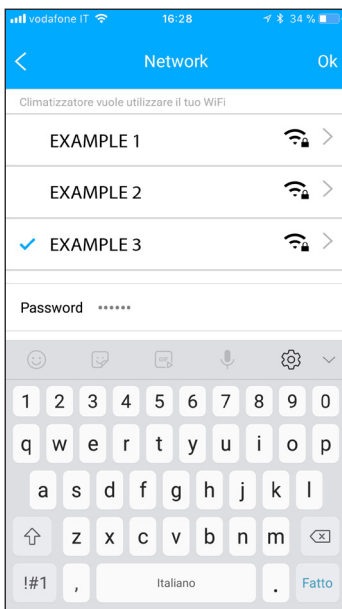 vodafone IT 16:28 34 %
Network Ok
Climatizzatore vuole utilizzare il tuo WiFi
EXAMPLE 1
EXAMPLE 2
EXAMPLE 3
Password ••••••
GIF
1 2 3 4 5 6 7 8 9 0
q w e r t y u i o p
a s d f g h j k l
z x c v b n m
!#1 , Italiano . Fatto